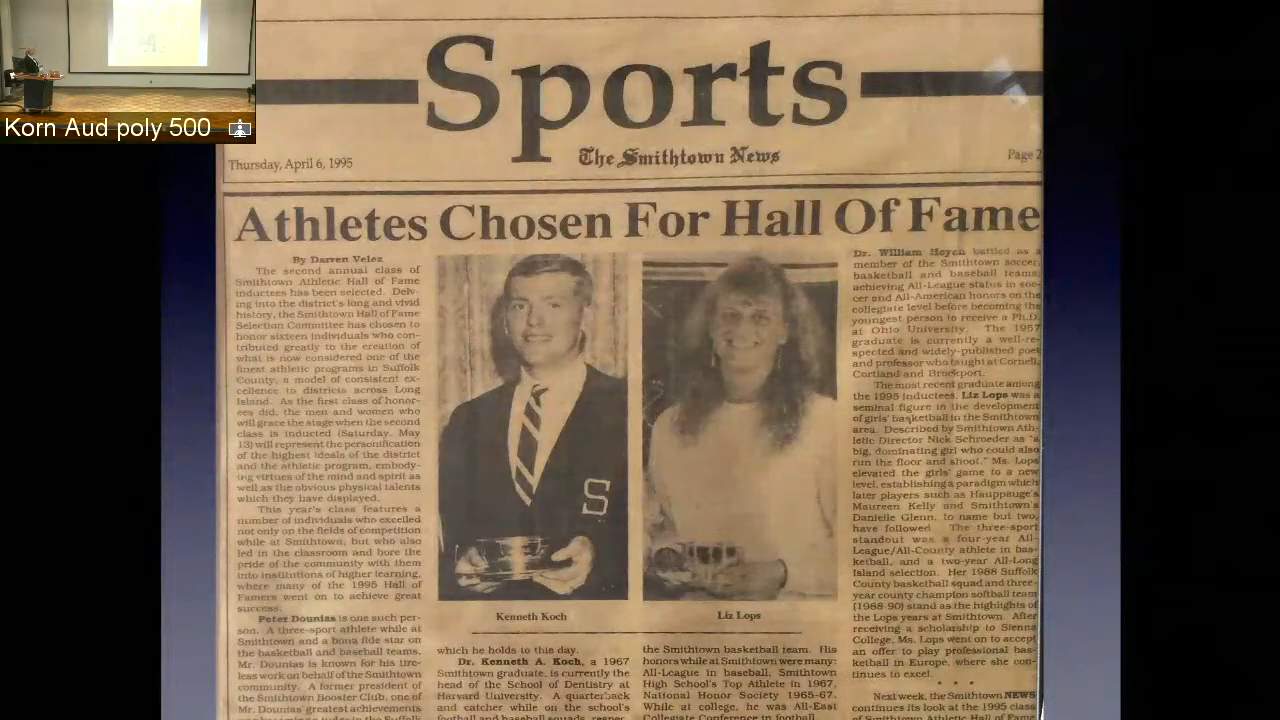 Korn Aud poly 500
Sports
Thursday, April 6, 1995
The Smithtown News
Page 2
Athletes Chosen For Hall Of Fame
By Darren Velez
The second annual class of
Smithtown Athletic Hall of Fame
inductees has been selected. Delv-
ing into the district's long and vivid
history, the Smithtown Hall of Fame
Selection Committee has chosen to
honor sixteen individuals who con-
tributed greatly to the creation of
what is now considered one of the
finest athletic programs in Suffolk
County, a model of consistent ex-
cellence to districts across Long
Island. As the first class of honor-
ees did, the men and women who
will grace the stage when the second
class is inducted (Saturday, May
13) will represent the personification
of the highest ideals of the district
and the athletic program, embody-
ing virtues of the mind and spirit as
well as the obvious physical talents
which they have displayed.
This year's class features a
number of individuals who excelled
not only on the fields of competition
while at Smithtown, but who also
led in the classroom and bore the
pride of the community with them
into institutions of higher learning,
where many of the 1995 Hall of
Famers went on to achieve great
success.
Peter Dounias is one such per-
son. A three-sport athlete while at
Smithtown and a bona fide star on
the basketball and baseball teams,
Mr. Dounias is known for his tire-
less work on behalf of the Smithtown
community. A former president of
the Smithtown Booster Club, one of
Mr. Dounias' greatest achievements
S
Kenneth Koch
Liz Lops
which he holds to this day.
Dr. Kenneth A. Koch, a 1967
Smithtown graduate, is currently the
head of the School of Dentistry at
Harvard University. A quarterback
and catcher while on the school's
football and baseball squads, respec-
the Smithtown basketball team. His
honors while at Smithtown were many:
All-League in baseball, Smithtown
High School's Top Athlete in 1967,
National Honor Society 1965-67.
While at college, he was All-East
Collegiate Conference in football
Dr. William Heyen battled as a
member of the Smithtown soccer,
basketball and baseball teams,
achieving All-League status in soc-
cer and All-American honors on the
collegiate level before becoming the
youngest person to receive a Ph.D.
at Ohio University. The 1957
graduate is currently a well-re-
spected and widely-published poet
and professor who taught at Cornell,
Cortland and Brockport.
The most recent graduate among
the 1995 inductees, Liz Lops was a
seminal figure in the development
of girls' basketball in the Smithtown
area. Described by Smithtown Ath-
letic Director Nick Schroeder as "a
big, dominating girl who could also
run the floor and shoot." Ms. Lops
elevated the girls' game to a new
level, establishing a paradigm which
later players such as Hauppauge's
Maureen Kelly and Smithtown's
Danielle Glenn, to name but two,
have followed. The three-sport
standout was a four-year All-
League/All-County athlete in bas-
ketball, and a two-year All-Long
Island selection. Her 1988 Suffolk
County basketball squad and three-
year county champion softball team
(1988-90) stand as the highlights of
the Lops years at Smithtown. After
receiving a scholarship to Sienna
College, Ms. Lops went on to accept
an offer to play professional bas-
ketball in Europe, where she con-
tinues to excel.
* * *
Next week, the Smithtown NEWS
continues its look at the 1995 class
of Smithtown Athletic Hall of Fame